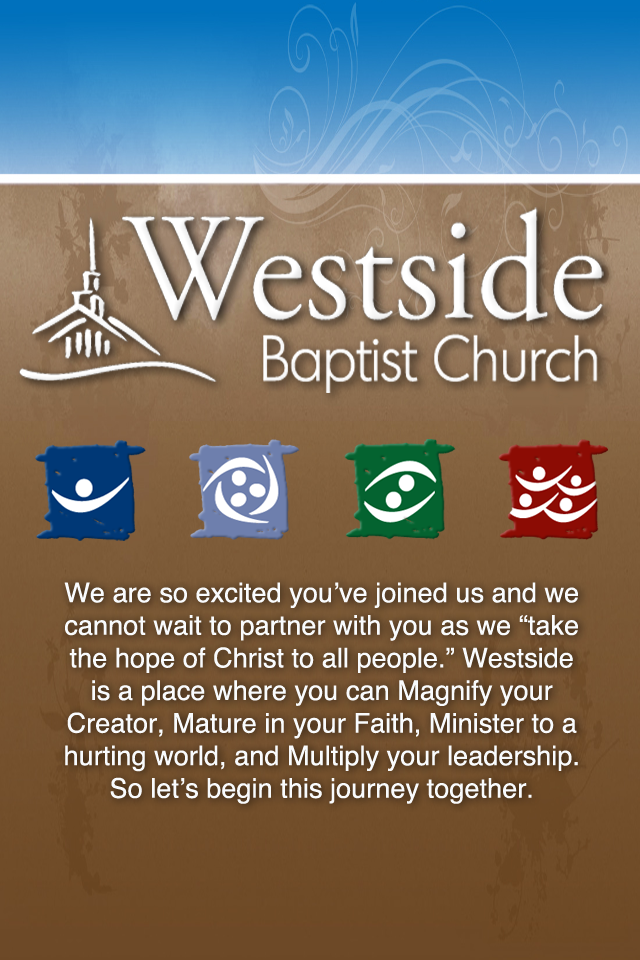 Westside
Baptist Church
We are so excited you’ve joined us and we
cannot wait to partner with you as we “take
the hope of Christ to all people.” Westside
is a place where you can Magnify your
Creator, Mature in your Faith, Minister to a
hurting world, and Multiply your leadership.
So let’s begin this journey together.